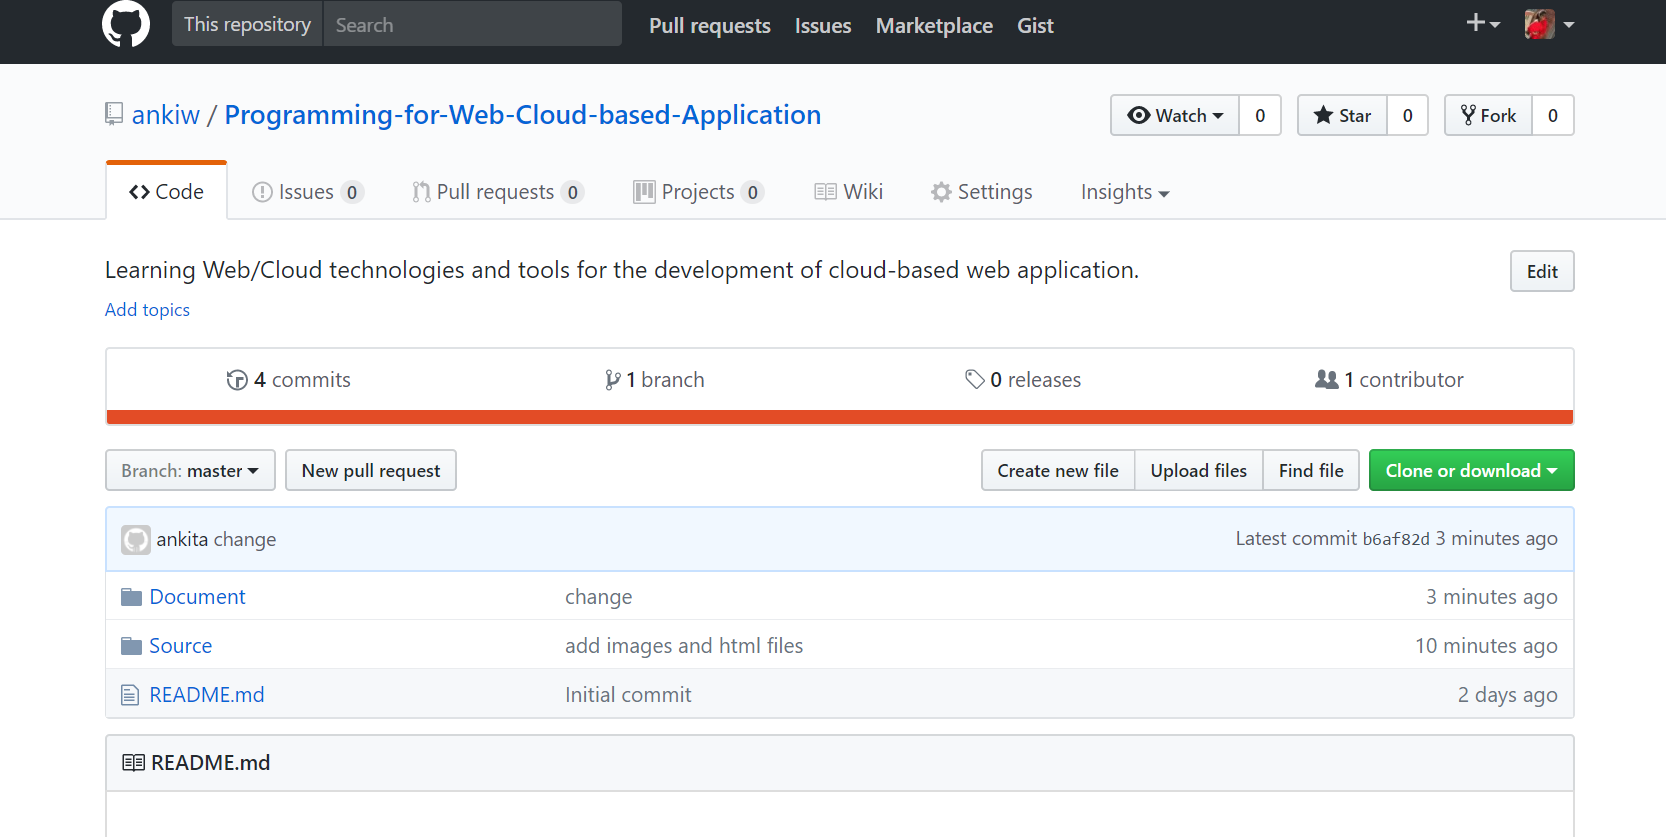 This repository Search Pull requests Issues Marketplace Gist
ankiw / Programming-for-Web-Cloud-based-Application Watch 0 Star 0 Fork 0
Code Issues 0 Pull requests 0 Projects 0 Wiki Settings Insights
Learning Web/Cloud technologies and tools for the development of cloud-based web application. Edit
Add topics
4 commits 1 branch 0 releases 1 contributor
Branch: master New pull request Create new file Upload files Find file Clone or download
ankita change Latest commit b6af82d 3 minutes ago
Document change 3 minutes ago
Source add images and html files 10 minutes ago
README.md Initial commit 2 days ago
README.md